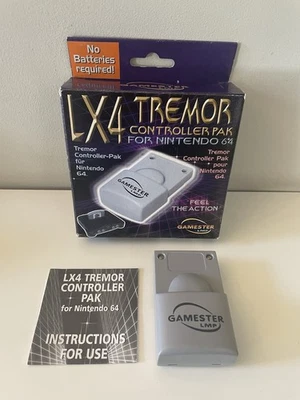 No
Batteries
required!
LX4 TREMOR
CONTROLLER PAK
FOR NINTENDO 64
Tremor
Controller-Pak
für
Nintendo
64.
Tremor
Controller Pak
pour
Nintendo
64.
GAMESTER
FEEL
THE ACTION
GAMESTER
LMP
LX4 TREMOR
CONTROLLER
PAK
for Nintendo 64
INSTRUCTIONS
FOR USE
GAMESTER
LMP